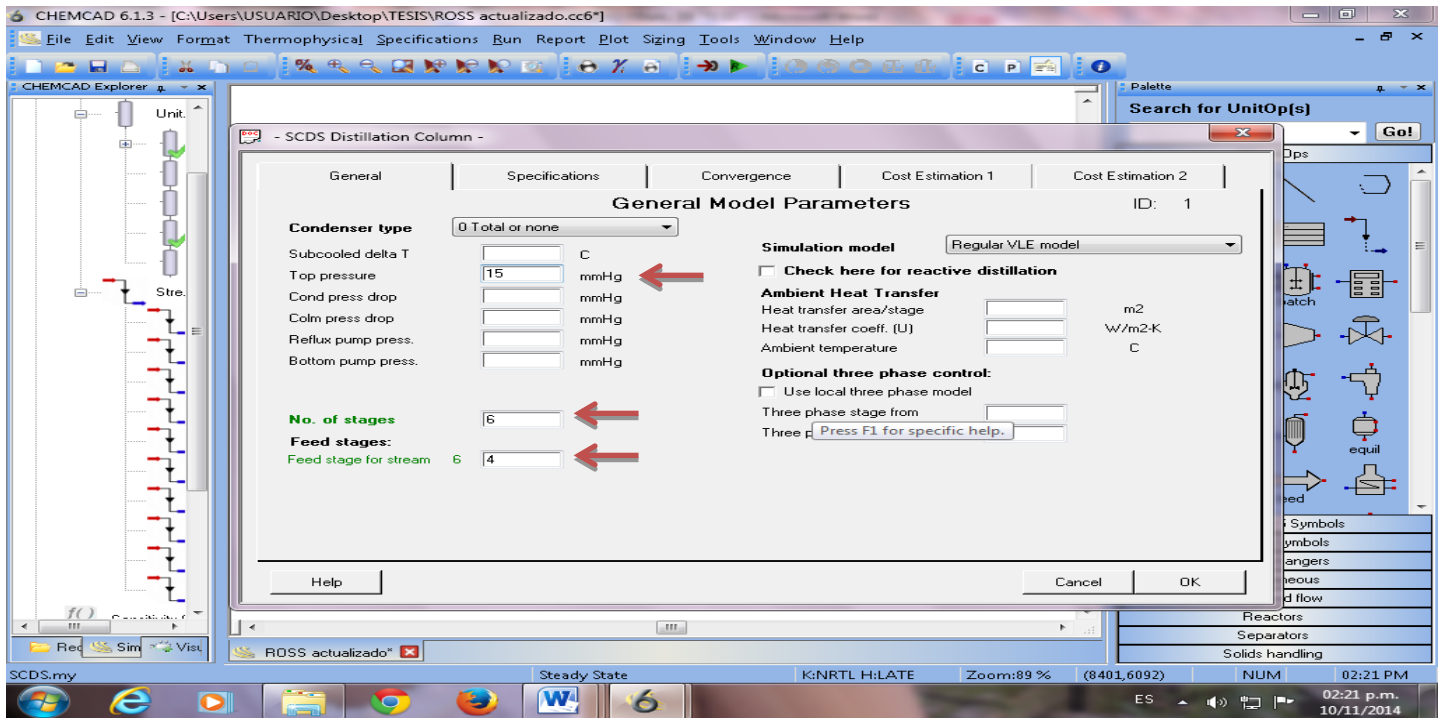 CHEMCAD 6.1.3 - [C:\Users\USUARIO\Desktop\TESIS\ROSS actualizado.cc6*]
File Edit View Format Thermophysical Specifications Run Report Plot Sizing Tools Window Help
C P
CHEMCAD Explorer
Palette
Unit.
Search for UnitOp(s)
Go!
- SCDS Distillation Column -
Ops
General Specifications Convergence Cost Estimation 1 Cost Estimation 2
General Model Parameters ID: 1
Condenser type 0 Total or none
Simulation model Regular VLE model
Subcooled delta T C
Top pressure 15 mmHg
Check here for reactive distillation
Stre.
Cond press drop mmHg
Ambient Heat Transfer
Heat transfer area/stage m2
Colm press drop mmHg
Heat transfer coeff. (U) W/m2-K
Reflux pump press. mmHg
Ambient temperature C
Bottom pump press. mmHg
Optional three phase control:
Use local three phase model
No. of stages 6
Three phase stage from
Three p
Press F1 for specific help.
Feed stages:
Feed stage for stream 6 4
atch
equil
eed
Symbols
ymbols
angers
neous
d flow
Reactors
Separators
Solids handling
Help Cancel OK
f()
Red Sim Visu
ROSS actualizado*
SCDS.my Steady State K:NRTL H:LATE Zoom:89 % (8401,6092) NUM 02:21 PM
W 6
ES 02:21 p.m.
10/11/2014